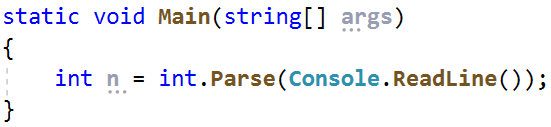 static void Main(string[] args)
{
    int n = int.Parse(Console.ReadLine());
}